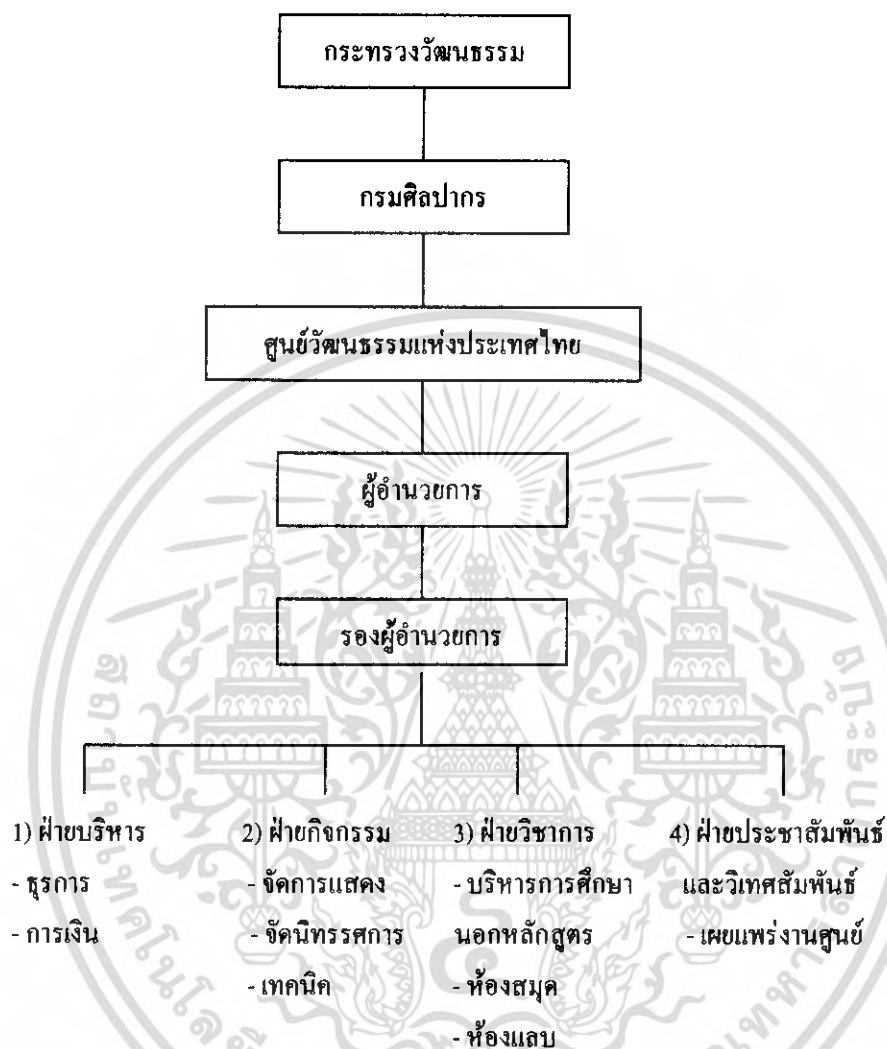 กระทรวงวัฒนธรรม
กรมศิลปากร
ศูนย์วัฒนธรรมแห่งประเทศไทย
ผู้อำนวยการ
รองผู้อำนวยการ
1) ฝ่ายบริหาร
- ธุรการ
- การเงิน
2) ฝ่ายกิจกรรม
- จัดการแสดง
- จัดนิทรรศการ
- เทคนิค
3) ฝ่ายวิชาการ
- บริหารการศึกษา
นอกหลักสูตร
- ห้องสมุด
- ห้องแลบ
4) ฝ่ายประชาสัมพันธ์
และวิเทศสัมพันธ์
- เผยแพร่งานศูนย์